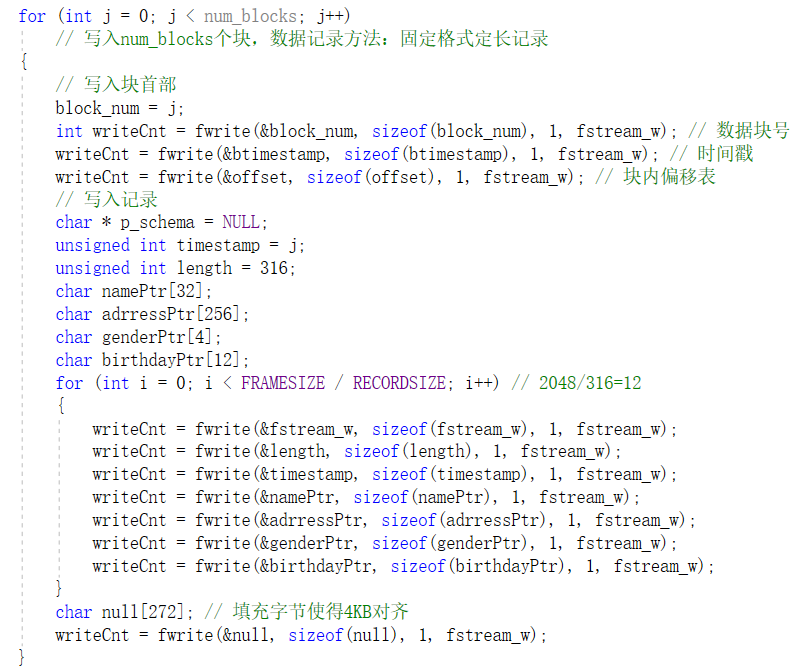 for (int j = 0; j < num_blocks; j++)
    // 写入num_blocks个块，数据记录方法：固定格式定长记录
{
    // 写入块首部
    block_num = j;
    int writeCnt = fwrite(&block_num, sizeof(block_num), 1, fstream_w); // 数据块号
    writeCnt = fwrite(&btimestamp, sizeof(btimestamp), 1, fstream_w); // 时间戳
    writeCnt = fwrite(&offset, sizeof(offset), 1, fstream_w); // 块内偏移表
    // 写入记录
    char * p_schema = NULL;
    unsigned int timestamp = j;
    unsigned int length = 316;
    char namePtr[32];
    char adrressPtr[256];
    char genderPtr[4];
    char birthdayPtr[12];
    for (int i = 0; i < FRAMESIZE / RECORDSIZE; i++) // 2048/316=12
    {
        writeCnt = fwrite(&fstream_w, sizeof(fstream_w), 1, fstream_w);
        writeCnt = fwrite(&length, sizeof(length), 1, fstream_w);
        writeCnt = fwrite(&timestamp, sizeof(timestamp), 1, fstream_w);
        writeCnt = fwrite(&namePtr, sizeof(namePtr), 1, fstream_w);
        writeCnt = fwrite(&adrressPtr, sizeof(adrressPtr), 1, fstream_w);
        writeCnt = fwrite(&genderPtr, sizeof(genderPtr), 1, fstream_w);
        writeCnt = fwrite(&birthdayPtr, sizeof(birthdayPtr), 1, fstream_w);
    }
    char null[272]; // 填充字节使得4KB对齐
    writeCnt = fwrite(&null, sizeof(null), 1, fstream_w);
}